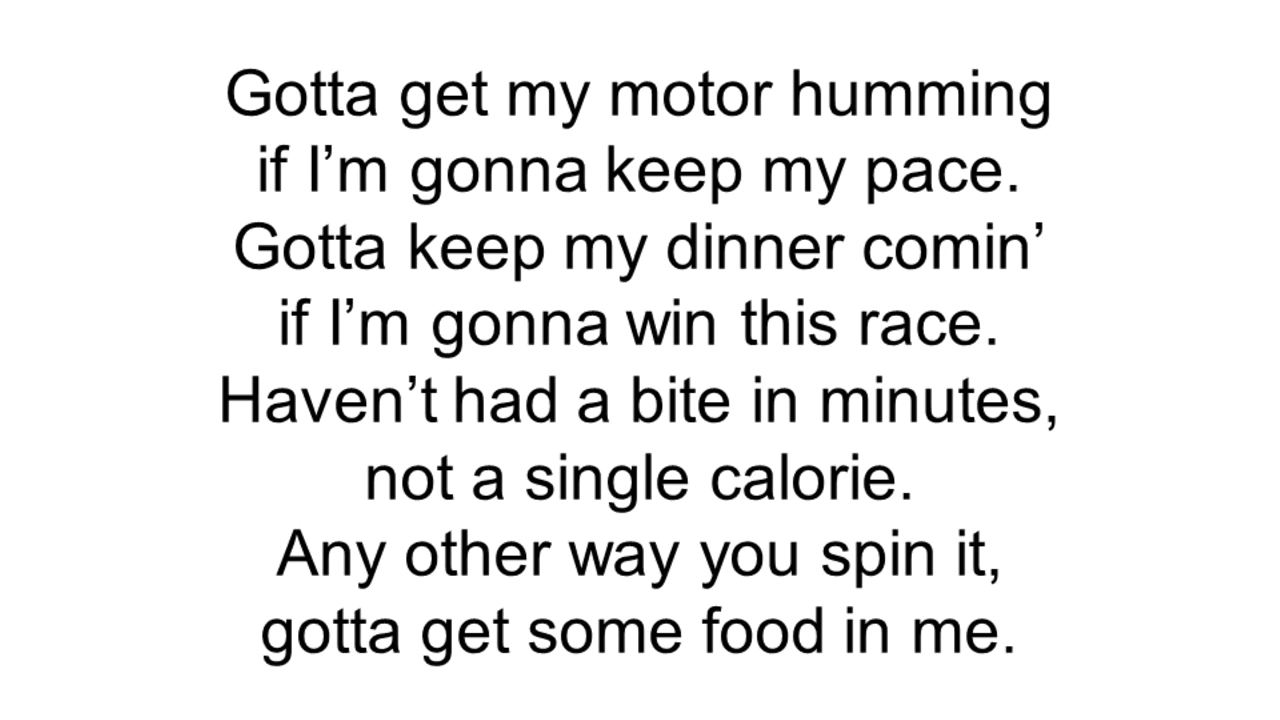 Gotta get my motor humming
if I’m gonna keep my pace.
Gotta keep my dinner comin’
if I’m gonna win this race.
Haven’t had a bite in minutes,
not a single calorie.
Any other way you spin it,
gotta get some food in me.